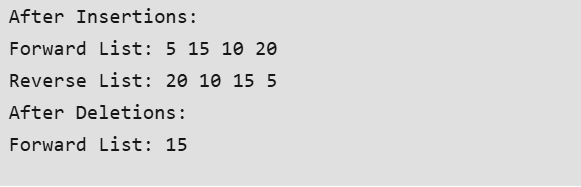 After Insertions:
Forward List: 5 15 10 20
Reverse List: 20 10 15 5
After Deletions:
Forward List: 15